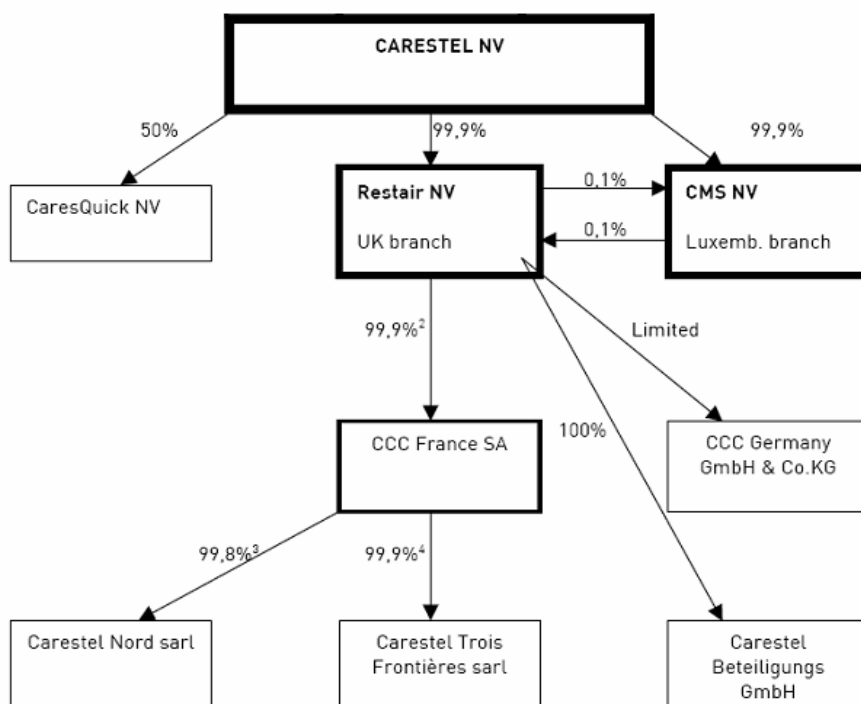 CARESTEL NV
50%
99,9%
99,9%
CaresQuick NV
Restair NV
UK branch
0,1%
0,1%
CMS NV
Luxemb. branch
99,9%²
Limited
100%
CCC France SA
CCC Germany
GmbH & Co.KG
99,8%³
99,9%⁴
Carestel Nord sarl
Carestel Trois
Frontières sarl
Carestel
Beteiligungs
GmbH